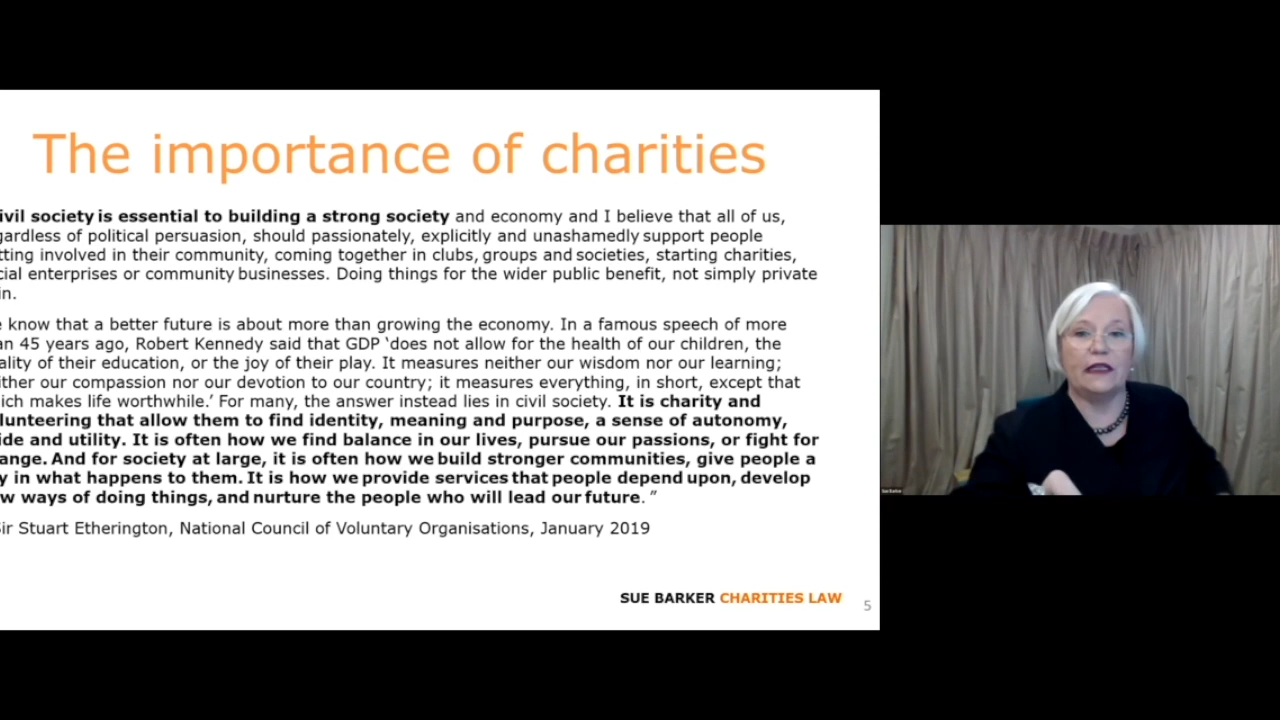 The importance of charities
ivil society is essential to building a strong society and economy and I believe that all of us,
gardless of political persuasion, should passionately, explicitly and unashamedly support people
tting involved in their community, coming together in clubs, groups and societies, starting charities,
cial enterprises or community businesses. Doing things for the wider public benefit, not simply private
in.
e know that a better future is about more than growing the economy. In a famous speech of more
an 45 years ago, Robert Kennedy said that GDP ‘does not allow for the health of our children, the
ality of their education, or the joy of their play. It measures neither our wisdom nor our learning;
ither our compassion nor our devotion to our country; it measures everything, in short, except that
ich makes life worthwhile.’ For many, the answer instead lies in civil society. It is charity and
lunteering that allow them to find identity, meaning and purpose, a sense of autonomy,
ide and utility. It is often how we find balance in our lives, pursue our passions, or fight for
ange. And for society at large, it is often how we build stronger communities, give people a
y in what happens to them. It is how we provide services that people depend upon, develop
w ways of doing things, and nurture the people who will lead our future. ”
ir Stuart Etherington, National Council of Voluntary Organisations, January 2019
SUE BARKER CHARITIES LAW
5
Sue Barker